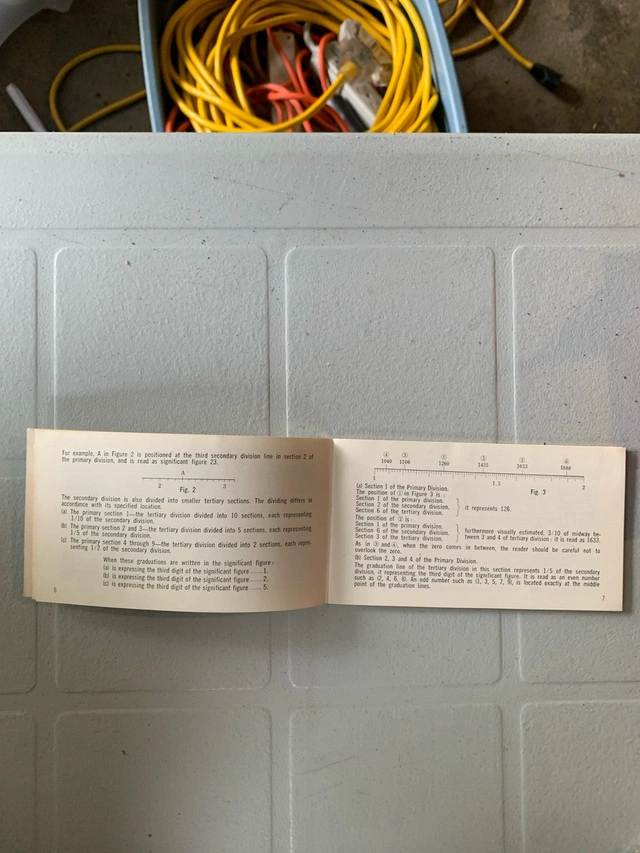 For example, A in Figure 2 is positioned at the third secondary division line in section 2 of
the primary division, and is read as significant figure 23.
A
2 3
Fig. 2
The secondary division is also divided into smaller tertiary sections. The dividing differs in
accordance with its specified location.
(a) The primary section 1—the tertiary division divided into 10 sections, each representing
1/10 of the secondary division.
(b) The primary section 2 and 3—the tertiary division divided into 5 sections, each representing
1/5 of the secondary division.
(c) The primary section 4 through 9—the tertiary division divided into 2 sections, each repre-
senting 1/2 of the secondary division.
When these graduations are written in the significant figure:
(a) is expressing the third digit of the significant figure ......1.
(b) is expressing the third digit of the significant figure ......2.
(c) is expressing the third digit of the significant figure ...... 5.
6
④ ③ ① ②
1040 1106 1260 1435 1633
1 1.5 2
Fig. 3
(a) Section 1 of the Primary Division.
The position of ① in Figure 3 is :
Section 1 of the primary division.
Section 2 of the secondary division.
Section 6 of the tertiary division.
it represents 126.
The position of ② is :
Section 1 of the primary division.
Section 6 of the secondary division.
Section 3 of the tertiary division.
furthermore visually estimated, 3/10 of midway be-
tween 3 and 4 of tertiary division : it is read as 1633.
As in ③ and ④, when the zero comes in between, the reader should be careful not to
overlook the zero.
(b) Section 2, 3 and 4 of the Primary Division.
The graduation line of the tertiary division in this section represents 1/5 of the secondary
division, it representing the third digit of the significant figure. It is read as an even number
such as (2, 4, 6, 8). An odd number such as (1, 3, 5, 7, 9), is located exactly at the middle
point of the graduation lines.
7